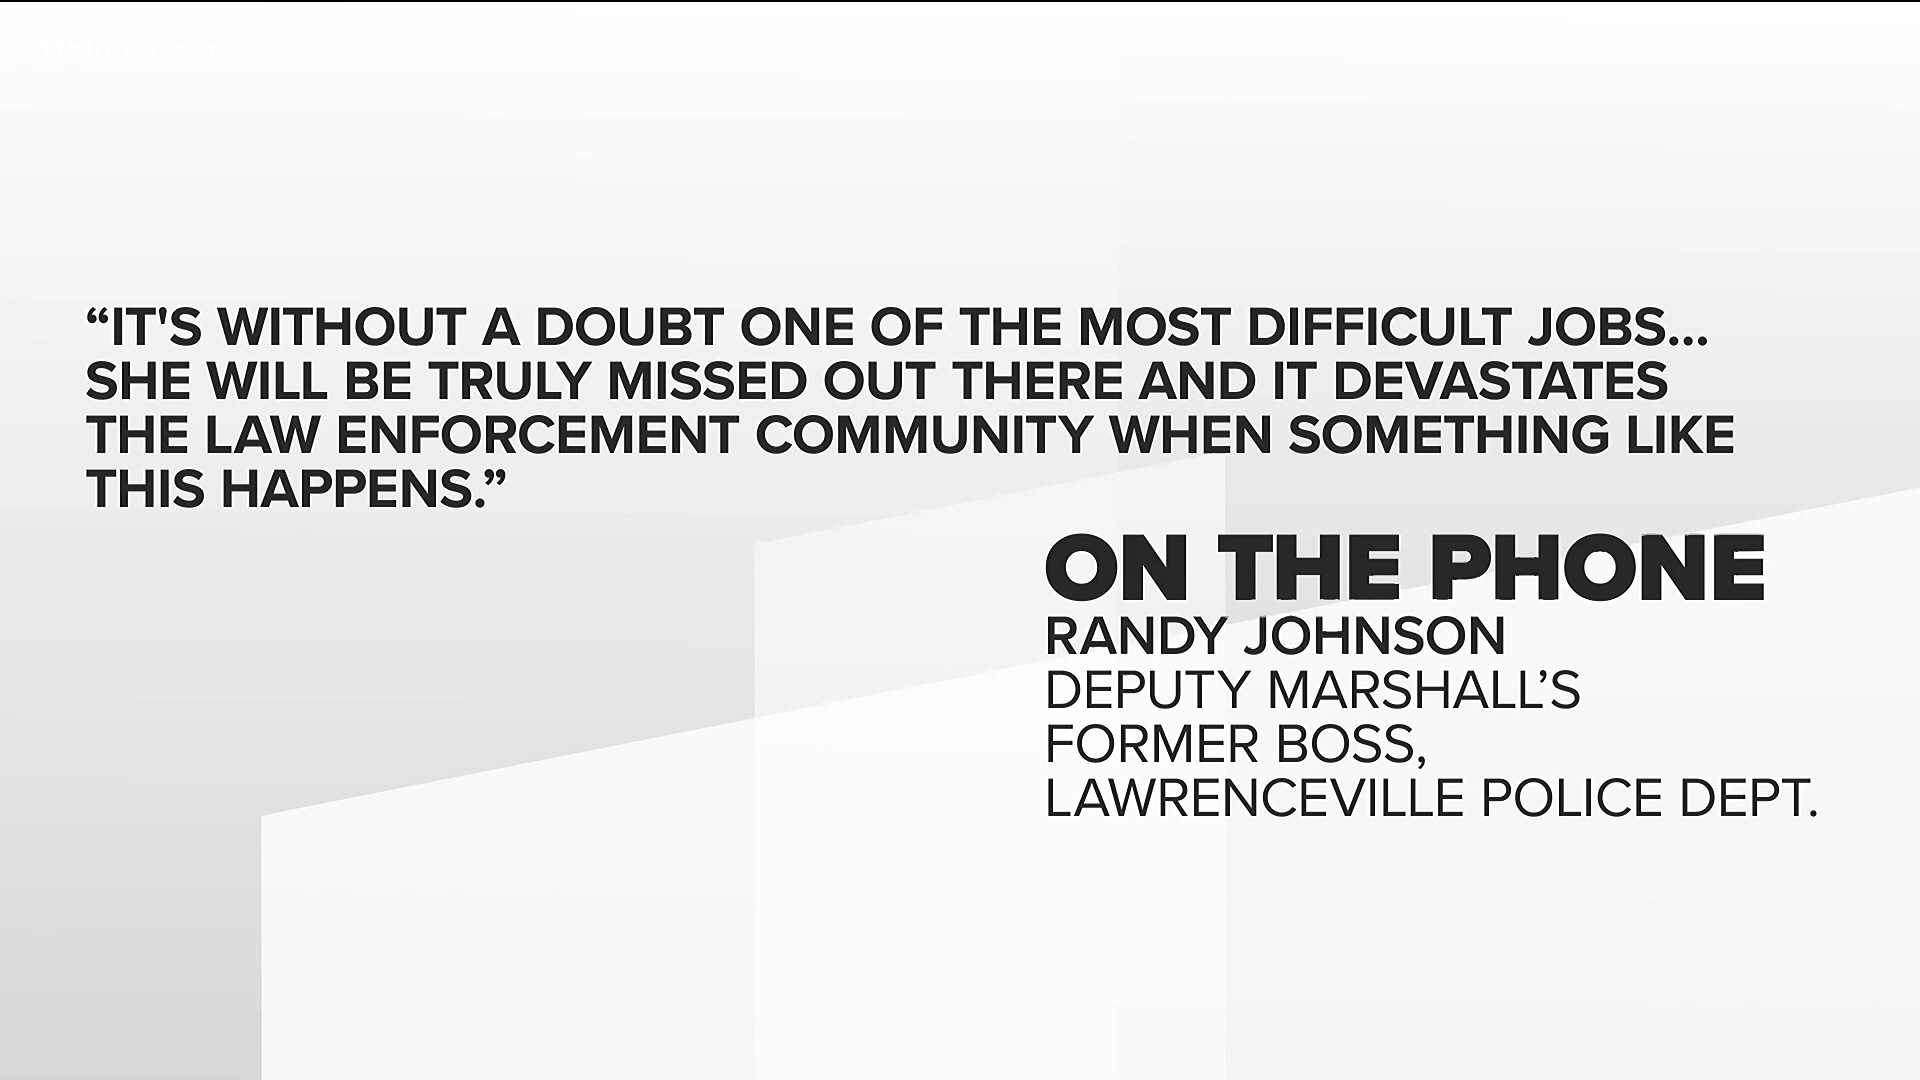 11alive.com
“IT'S WITHOUT A DOUBT ONE OF THE MOST DIFFICULT JOBS...
SHE WILL BE TRULY MISSED OUT THERE AND IT DEVASTATES
THE LAW ENFORCEMENT COMMUNITY WHEN SOMETHING LIKE
THIS HAPPENS.”
ON THE PHONE
RANDY JOHNSON
DEPUTY MARSHALL’S
FORMER BOSS,
LAWRENCEVILLE POLICE DEPT.